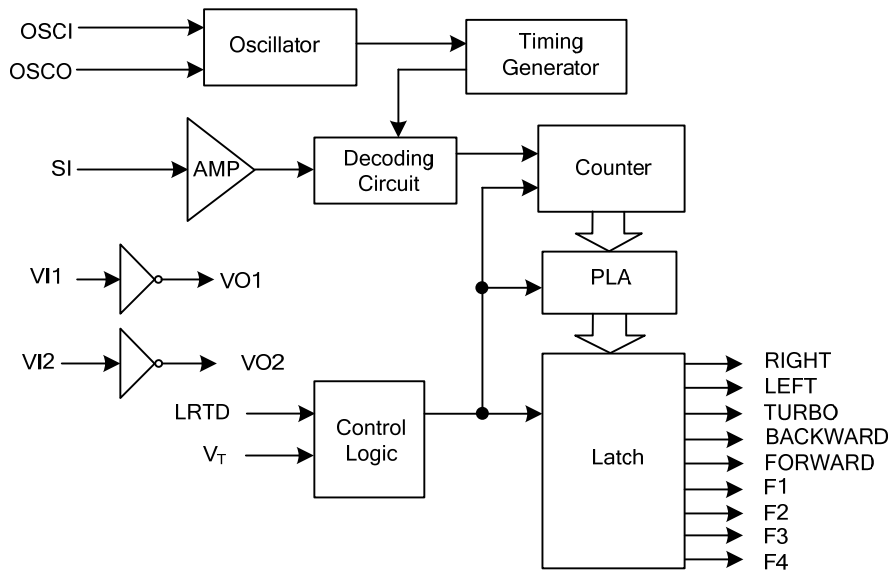 OSCI
OSCO
Oscillator
Timing
Generator
SI
AMP
Decoding
Circuit
Counter
VI1
VO1
PLA
VI2
VO2
LRTD
VT
Control
Logic
Latch
RIGHT
LEFT
TURBO
BACKWARD
FORWARD
F1
F2
F3
F4